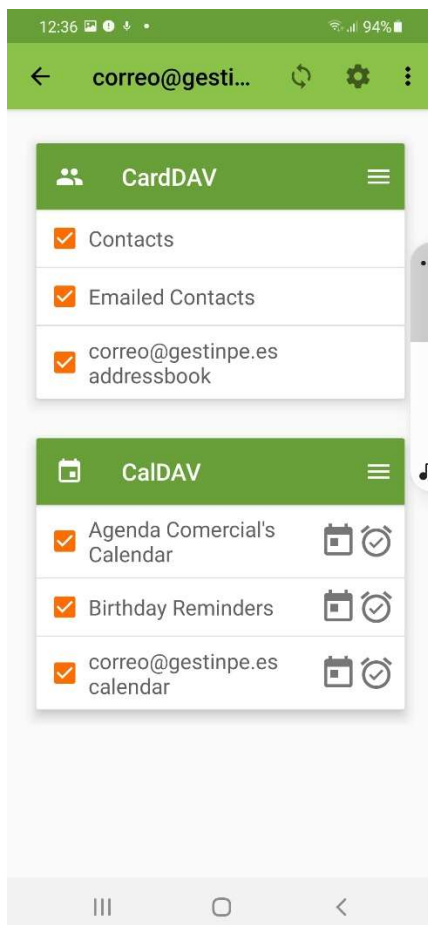 12:36
94%
correo@gesti...
CardDAV
Contacts
Emailed Contacts
correo@gestinpe.es
addressbook
CalDAV
Agenda Comercial's
Calendar
Birthday Reminders
correo@gestinpe.es
calendar